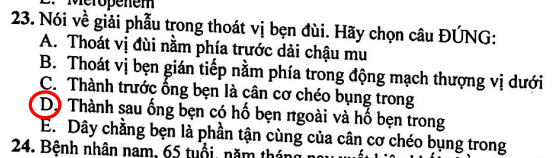 E. Meropenem
23. Nói về giải phẫu trong thoát vị bẹn đùi. Hãy chọn câu ĐÚNG:
A. Thoát vị đùi nằm phía trước dải chậu mu
B. Thoát vị bẹn gián tiếp nằm phía trong động mạch thượng vị dưới
C. Thành trước ống bẹn là cân cơ chéo bụng trong
D. Thành sau ống bẹn có hố bẹn ngoài và hố bẹn trong
E. Dây chằng bẹn là phần tận cùng của cân cơ chéo bụng trong
24. Bệnh nhân nam, 65 tuổi, năm tháng nay